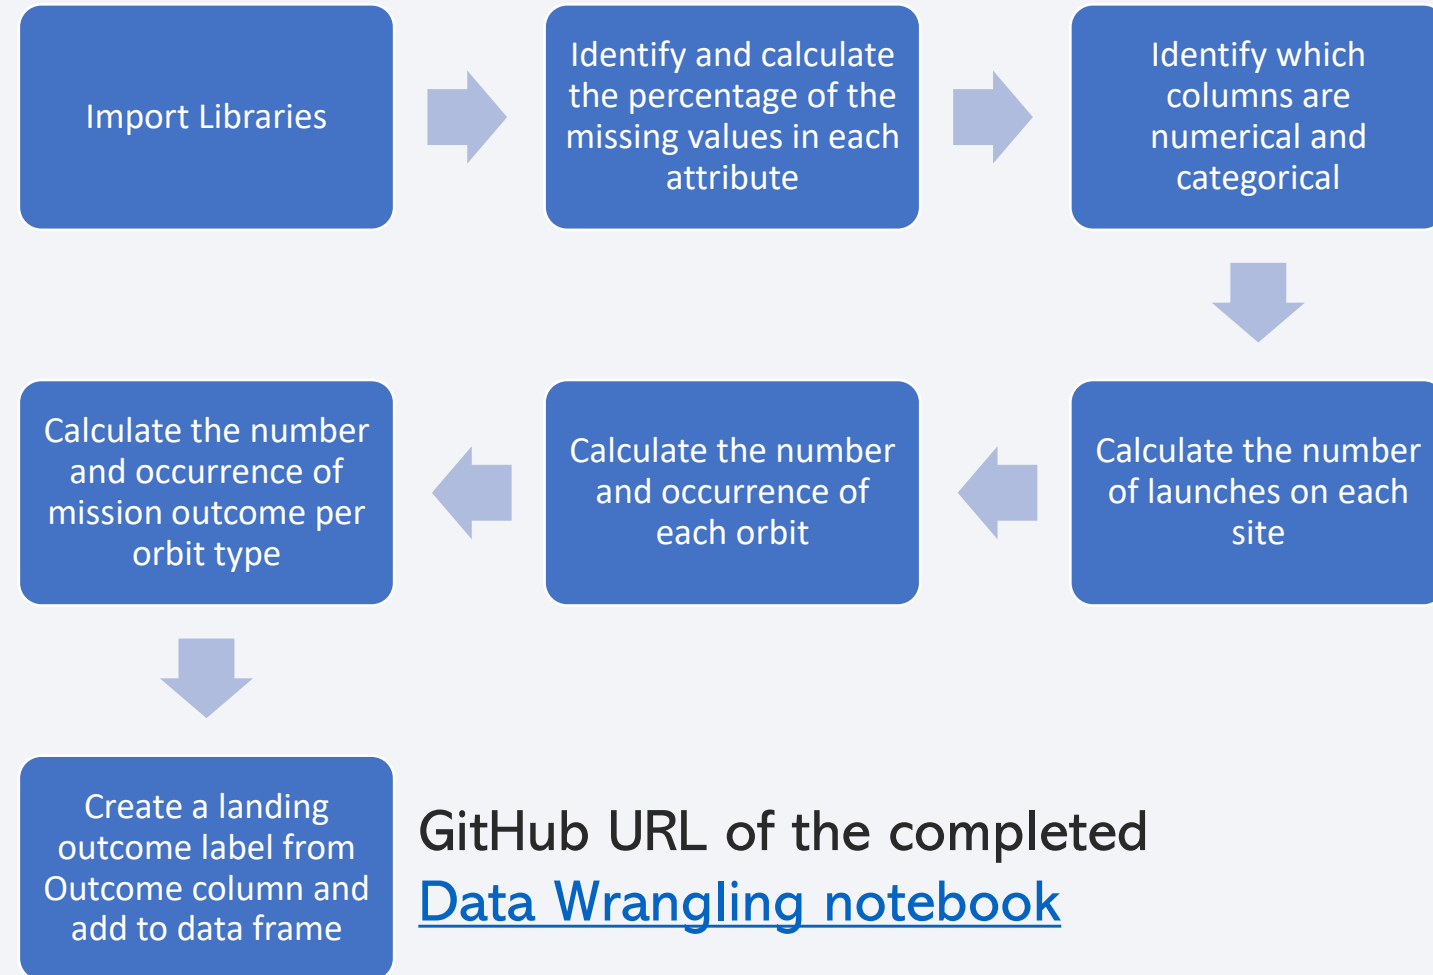 Import Libraries
Identify and calculate
the percentage of the
missing values in each
attribute
Identify which
columns are
numerical and
categorical
Calculate the number
of launches on each
site
Calculate the number
and occurrence of
each orbit
Calculate the number
and occurrence of
mission outcome per
orbit type
Create a landing
outcome label from
Outcome column and
add to data frame
GitHub URL of the completed
Data Wrangling notebook